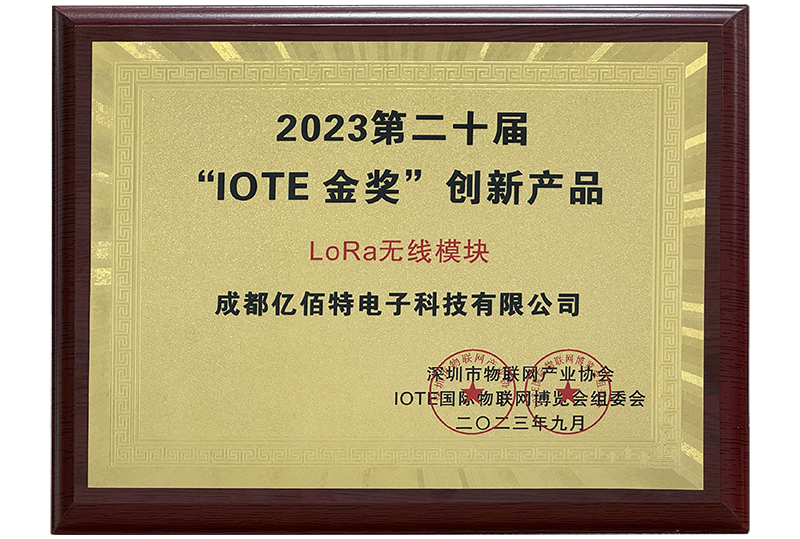 2023第二十届
“IOTE 金奖”创新产品
LoRa无线模块
成都亿佰特电子科技有限公司
深圳市物联网产业协会
IOTE国际物联网博览会组委会
二〇二三年九月